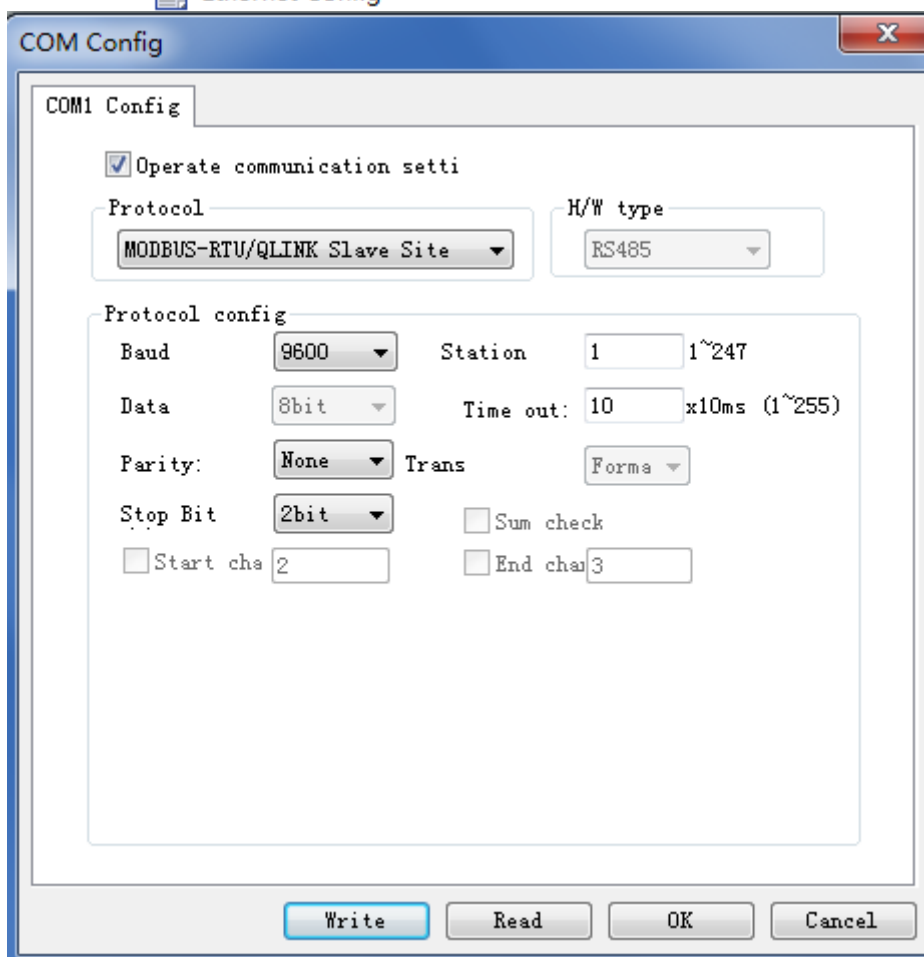 COM Config
COM1 Config
Operate communication setti
Protocol
H/W type
MODBUS-RTU/QLINK Slave Site
RS485
Protocol config
Baud 9600 Station 1 1~247
Data 8bit Time out: 10 x10ms (1~255)
Parity: None Trans Forma
Stop Bit 2bit Sum check
Start cha 2 End cha 3
Write Read OK Cancel